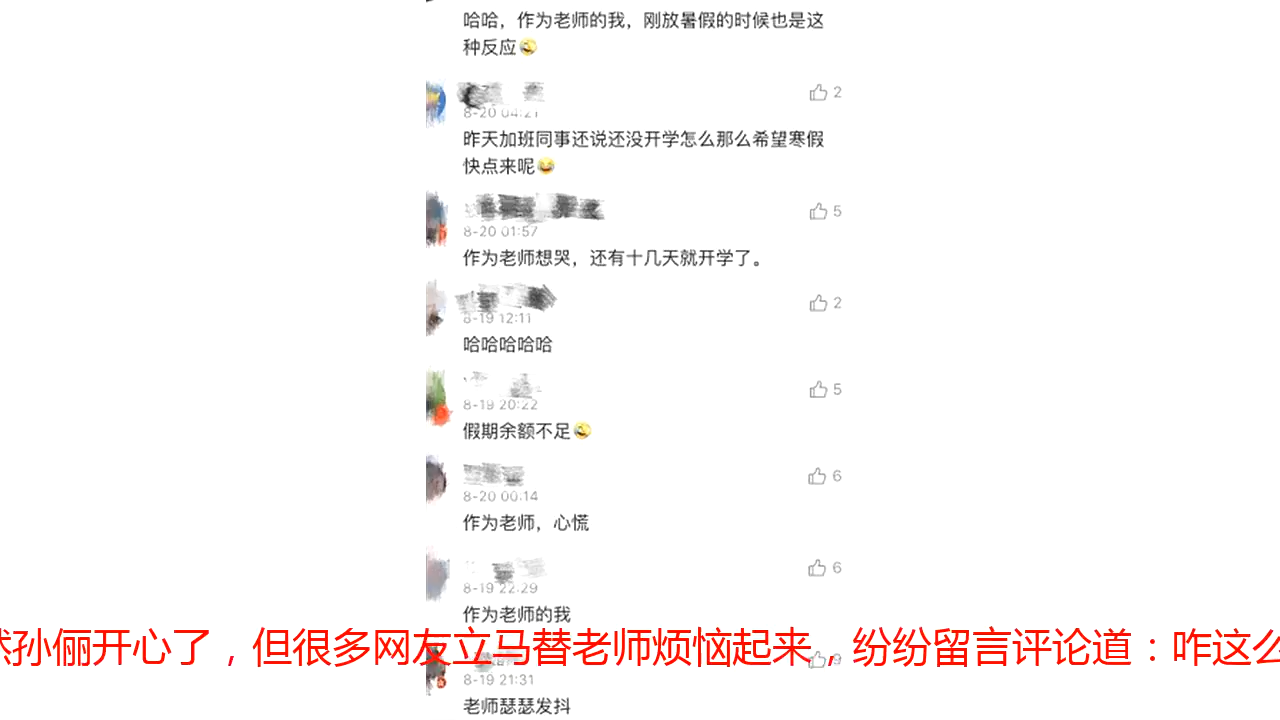 哈哈，作为老师的我，刚放暑假的时候也是这
种反应🤣
2
8-20 04:21
昨天加班同事还说还没开学怎么那么希望寒假
快点来呢😂
5
8-20 01:57
作为老师想哭，还有十几天就开学了。
2
8-19 12:11
哈哈哈哈哈
5
8-19 20:22
假期余额不足🤣
6
8-20 00:14
作为老师，心慌
6
8-19 22:29
作为老师的我
然孙俪开心了，但很多网友立马替老师烦恼起来，纷纷留言评论道：咋这么
9
8-19 21:31
老师瑟瑟发抖